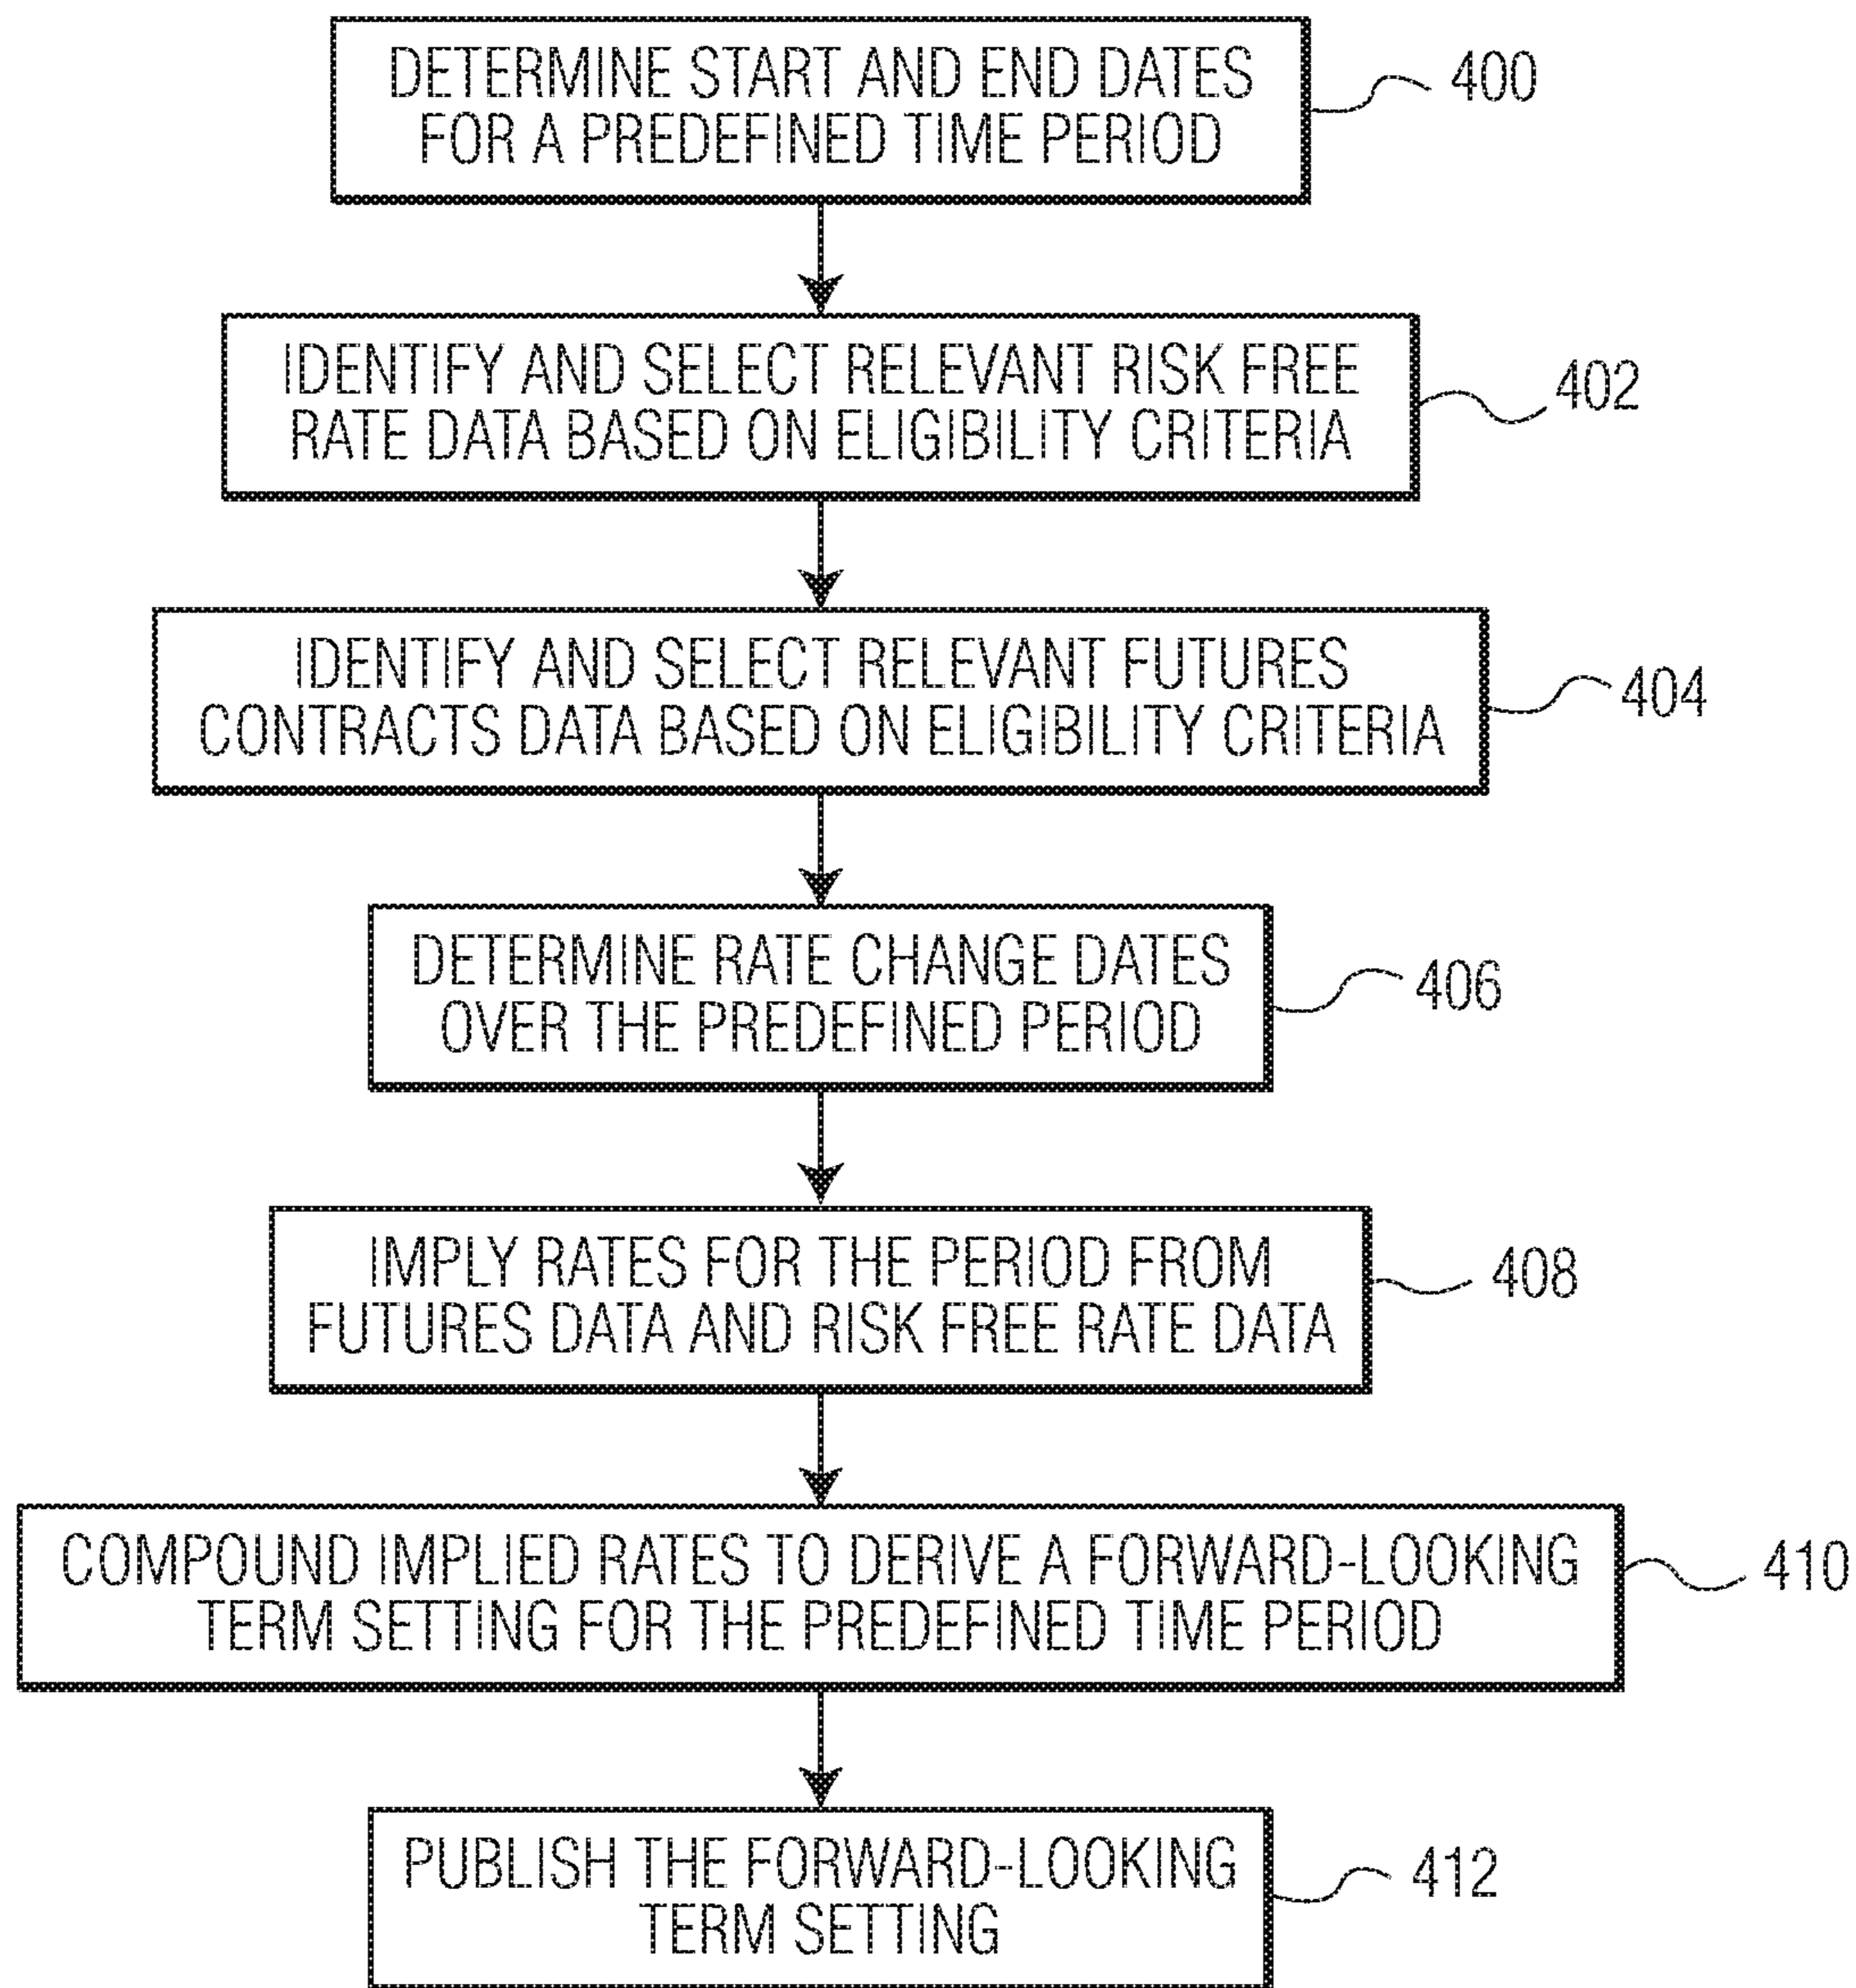 DETERMINE START AND END DATES
FOR A PREDEFINED TIME PERIOD
400
IDENTIFY AND SELECT RELEVANT RISK FREE
RATE DATA BASED ON ELIGIBILITY CRITERIA
402
IDENTIFY AND SELECT RELEVANT FUTURES
CONTRACTS DATA BASED ON ELIGIBILITY CRITERIA
404
DETERMINE RATE CHANGE DATES
OVER THE PREDEFINED PERIOD
406
IMPLY RATES FOR THE PERIOD FROM
FUTURES DATA AND RISK FREE RATE DATA
408
COMPOUND IMPLIED RATES TO DERIVE A FORWARD-LOOKING
TERM SETTING FOR THE PREDEFINED TIME PERIOD
410
PUBLISH THE FORWARD-LOOKING
TERM SETTING
412